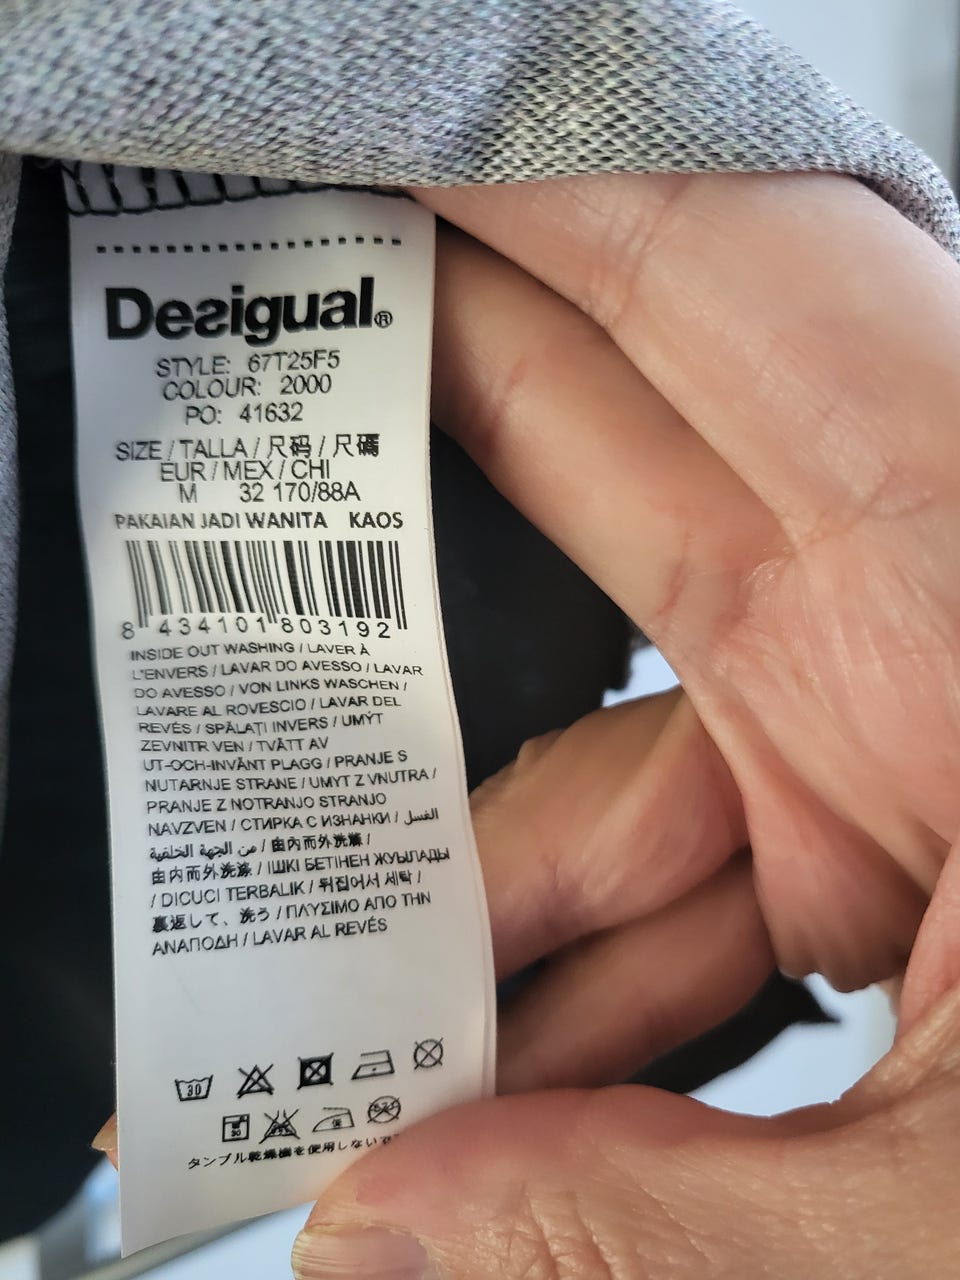 Desigual®
STYLE: 67T25F5
COLOUR: 2000
PO: 41632
SIZE / TALLA / 尺码 / 尺碼
EUR / MEX / CHI
M 32 170/88A
PAKAIAN JADI WANITA KAOS
8 434101 803192
INSIDE OUT WASHING / LAVER À
L'ENVERS / LAVAR DO AVESSO / LAVAR
DO AVESSO / VON LINKS WASCHEN /
LAVARE AL ROVESCIO / LAVAR DEL
REVÉS / SPĂLAȚI INVERS / UMÝT
ZEVNITR VEN / TVÄTT AV
UT-OCH-INVÄNT PLAGG / PRANJE S
NUTARNJE STRANE / UMYT Z VNUTRA /
PRANJE Z NOTRANJO STRANJO
NAVZVEN / СТИРКА С ИЗНАНКИ / الغسل
من الجهة الخلفية / 由內而外洗滌 /
由内而外洗涤 / ІШКІ БЕТІНЕН ЖУЫЛАДЫ
/ DICUCI TERBALIK / 뒤집어서 세탁 /
裏返して、洗う / ΠΛΥΣΙΜΟ ΑΠΟ ΤΗΝ
ΑΝΑΠΟΔΗ / LAVAR AL REVÉS
30
30
タンブル乾燥機を使用しない